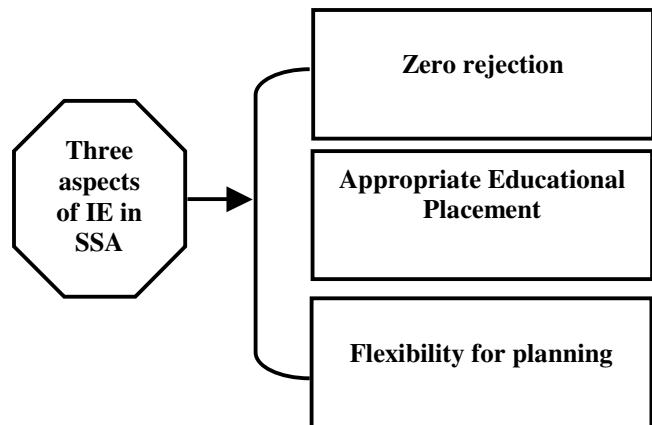 Three
aspects
of IE in
SSA
Zero rejection
Appropriate Educational
Placement
Flexibility for planning